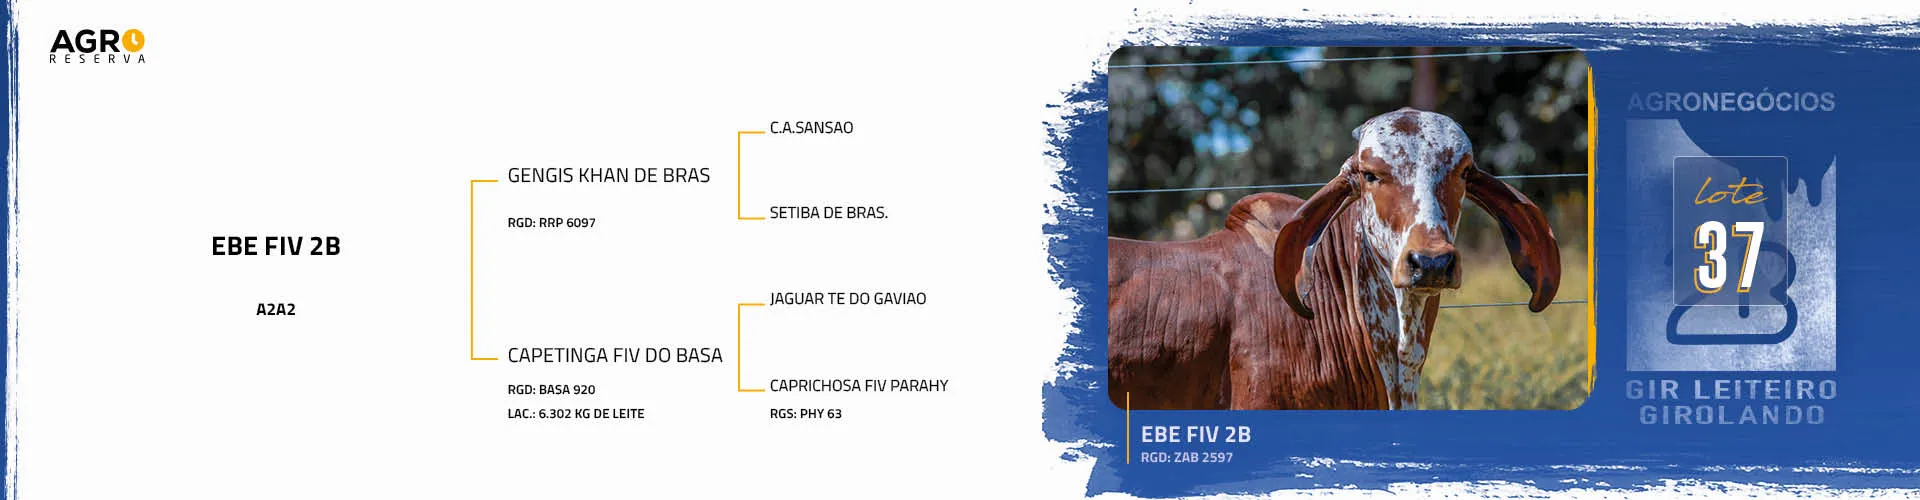 AGRO
RESERVA
EBE FIV 2B
A2A2
GENGIS KHAN DE BRAS
RGD: RRP 6097
CAPETINGA FIV DO BASA
RGD: BASA 920
LAC.: 6.302 KG DE LEITE
C.A.SANSAO
SETIBA DE BRAS.
JAGUAR TE DO GAVIAO
CAPRICHOSA FIV PARAHY
RGS: PHY 63
EBE FIV 2B
RGD: ZAB 2597
AGRONEGÓCIOS
lote
37
2B
GIR LEITEIRO
GIROLANDO